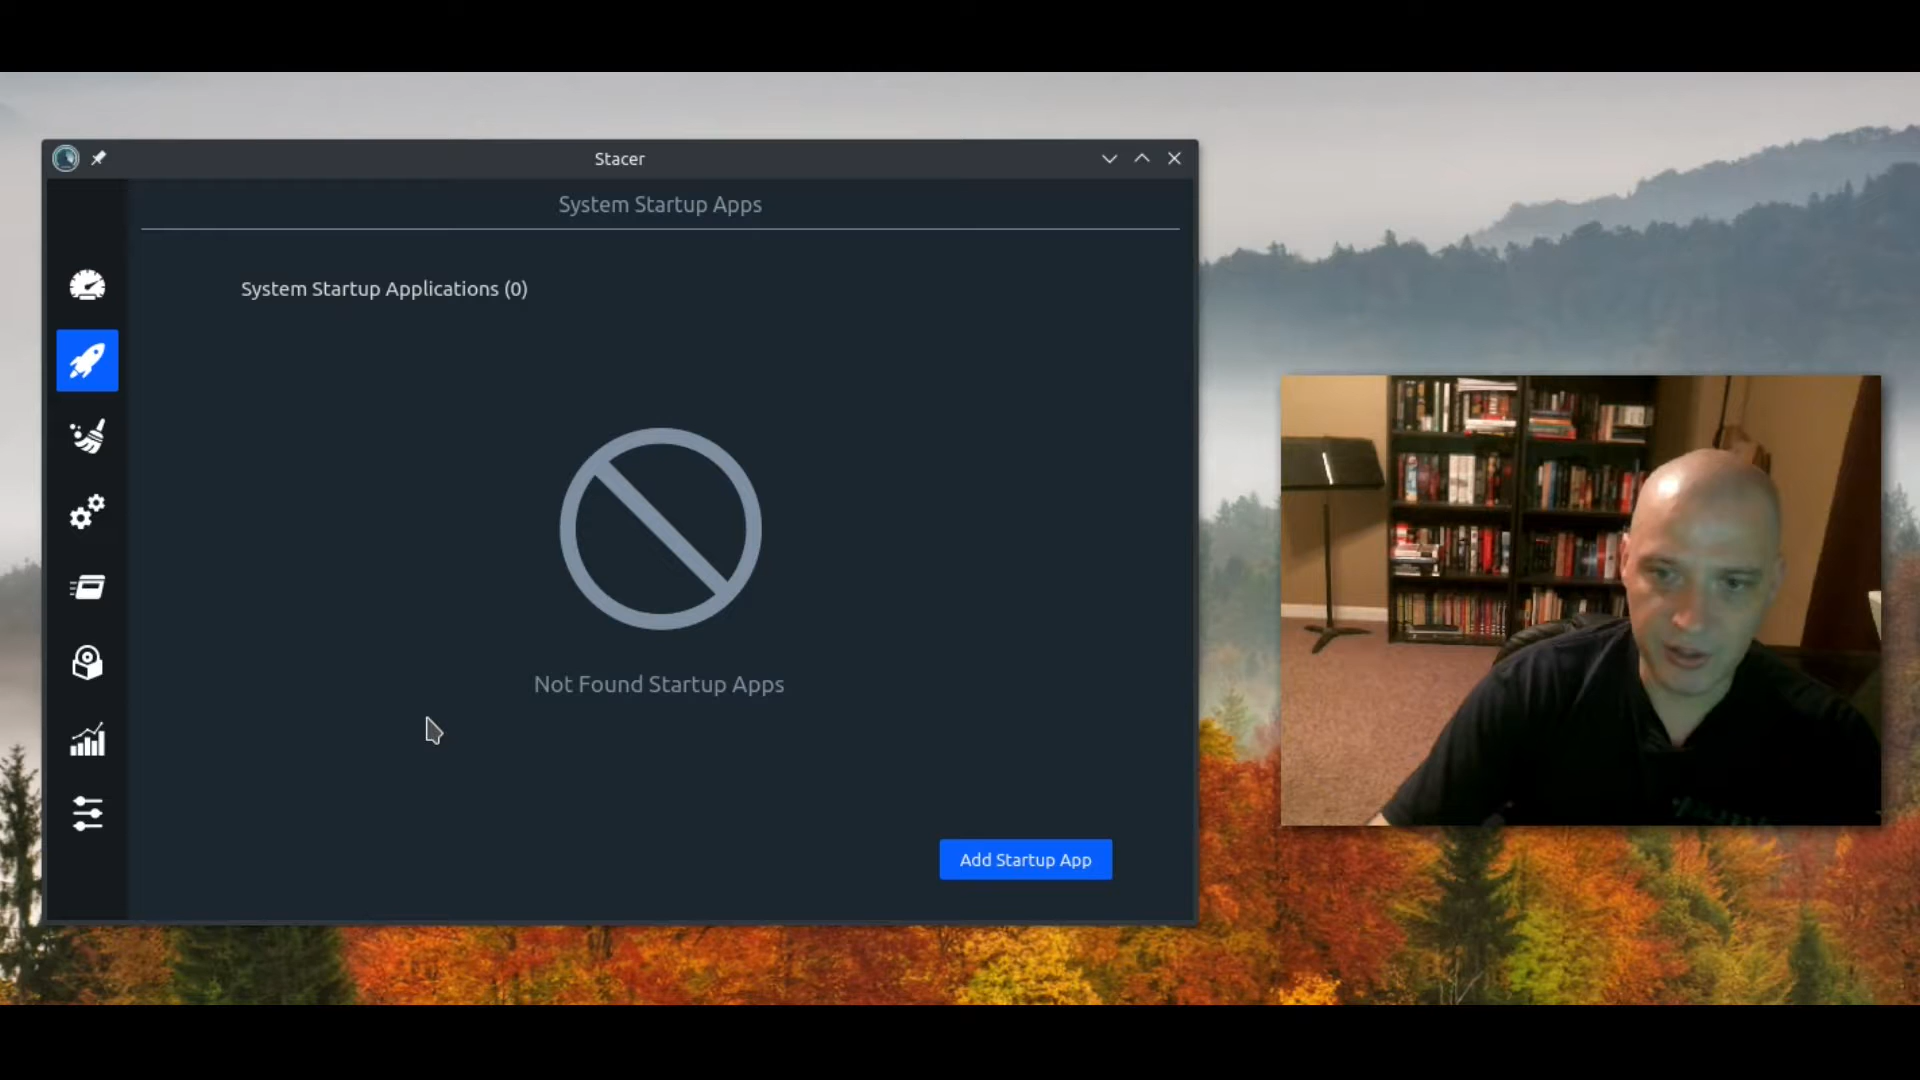 Stacer
System Startup Apps
System Startup Applications (0)
Not Found Startup Apps
Add Startup App